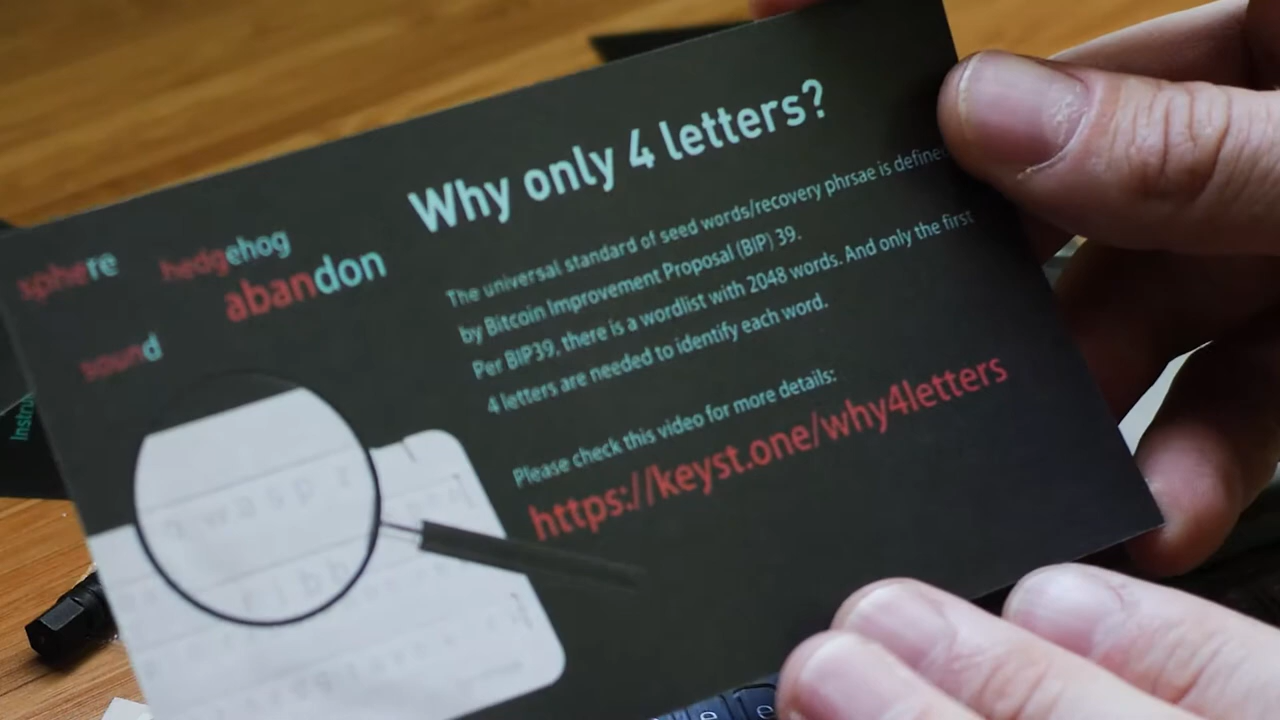 Why only 4 letters?
sphere
hedgehog
abandon
sound
The universal standard of seed words/recovery phrsae is defined
by Bitcoin Improvement Proposal (BIP) 39.
Per BIP39, there is a wordlist with 2048 words. And only the first
4 letters are needed to identify each word.
Please check this video for more details:
https://keyst.one/why4letters